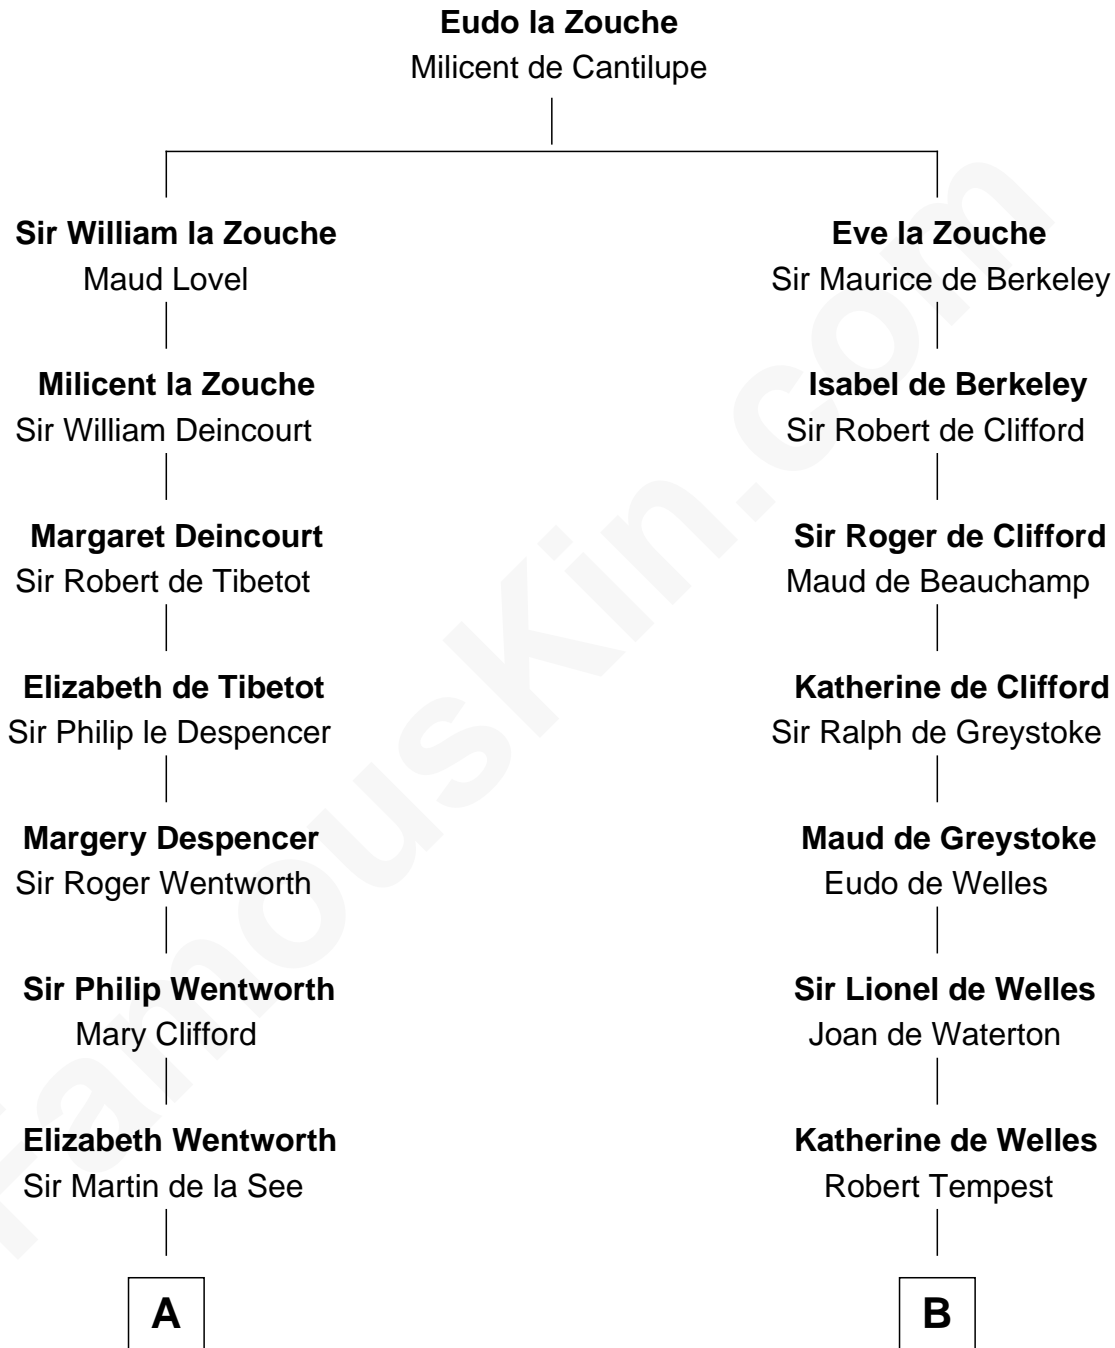 Eudo la Zouche
Milicent de Cantilupe
Sir William la Zouche
Maud Lovel
Eve la Zouche
Sir Maurice de Berkeley
Milicent la Zouche
Sir William Deincourt
Isabel de Berkeley
Sir Robert de Clifford
Margaret Deincourt
Sir Robert de Tibetot
Sir Roger de Clifford
Maud de Beauchamp
Elizabeth de Tibetot
Sir Philip le Despencer
Katherine de Clifford
Sir Ralph de Greystoke
Margery Despencer
Sir Roger Wentworth
Maud de Greystoke
Eudo de Welles
Sir Philip Wentworth
Mary Clifford
Sir Lionel de Welles
Joan de Waterton
Elizabeth Wentworth
Sir Martin de la See
Katherine de Welles
Robert Tempest
A
B
FamousKin.com